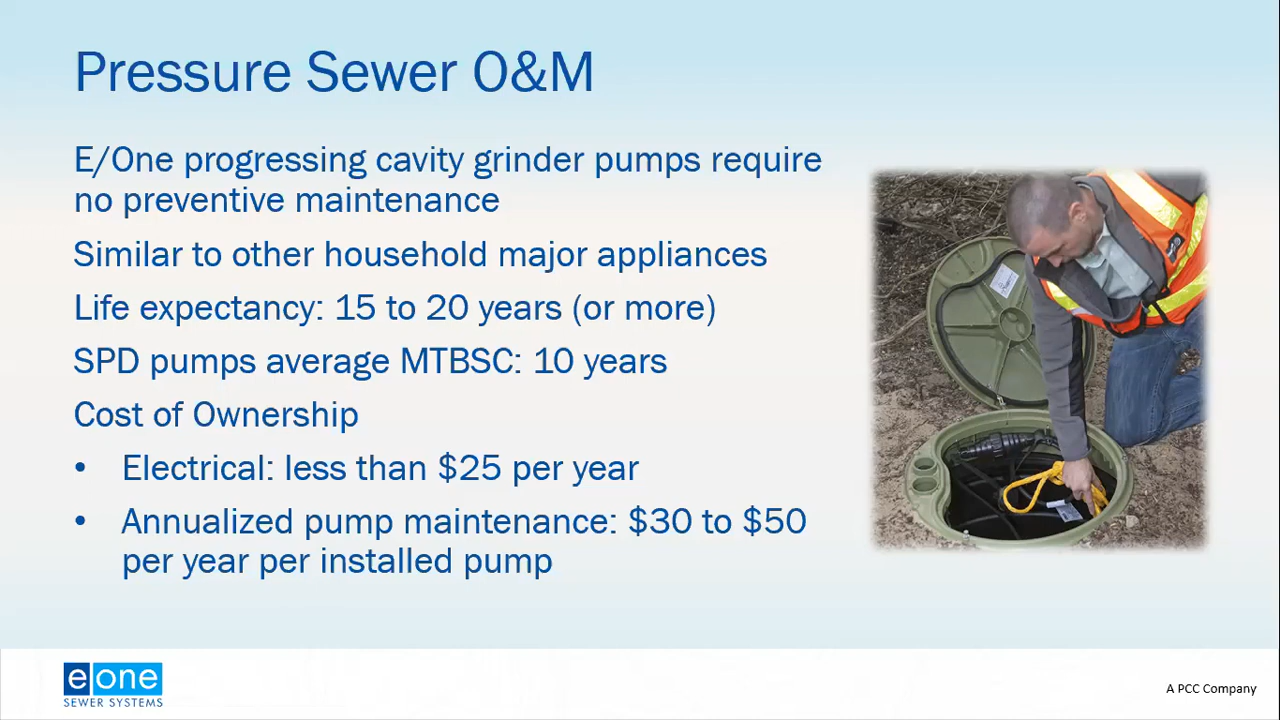 Pressure Sewer O&M
E/One progressing cavity grinder pumps require
no preventive maintenance
Similar to other household major appliances
Life expectancy: 15 to 20 years (or more)
SPD pumps average MTBSC: 10 years
Cost of Ownership
• Electrical: less than $25 per year
• Annualized pump maintenance: $30 to $50
per year per installed pump
e one
SEWER SYSTEMS
A PCC Company